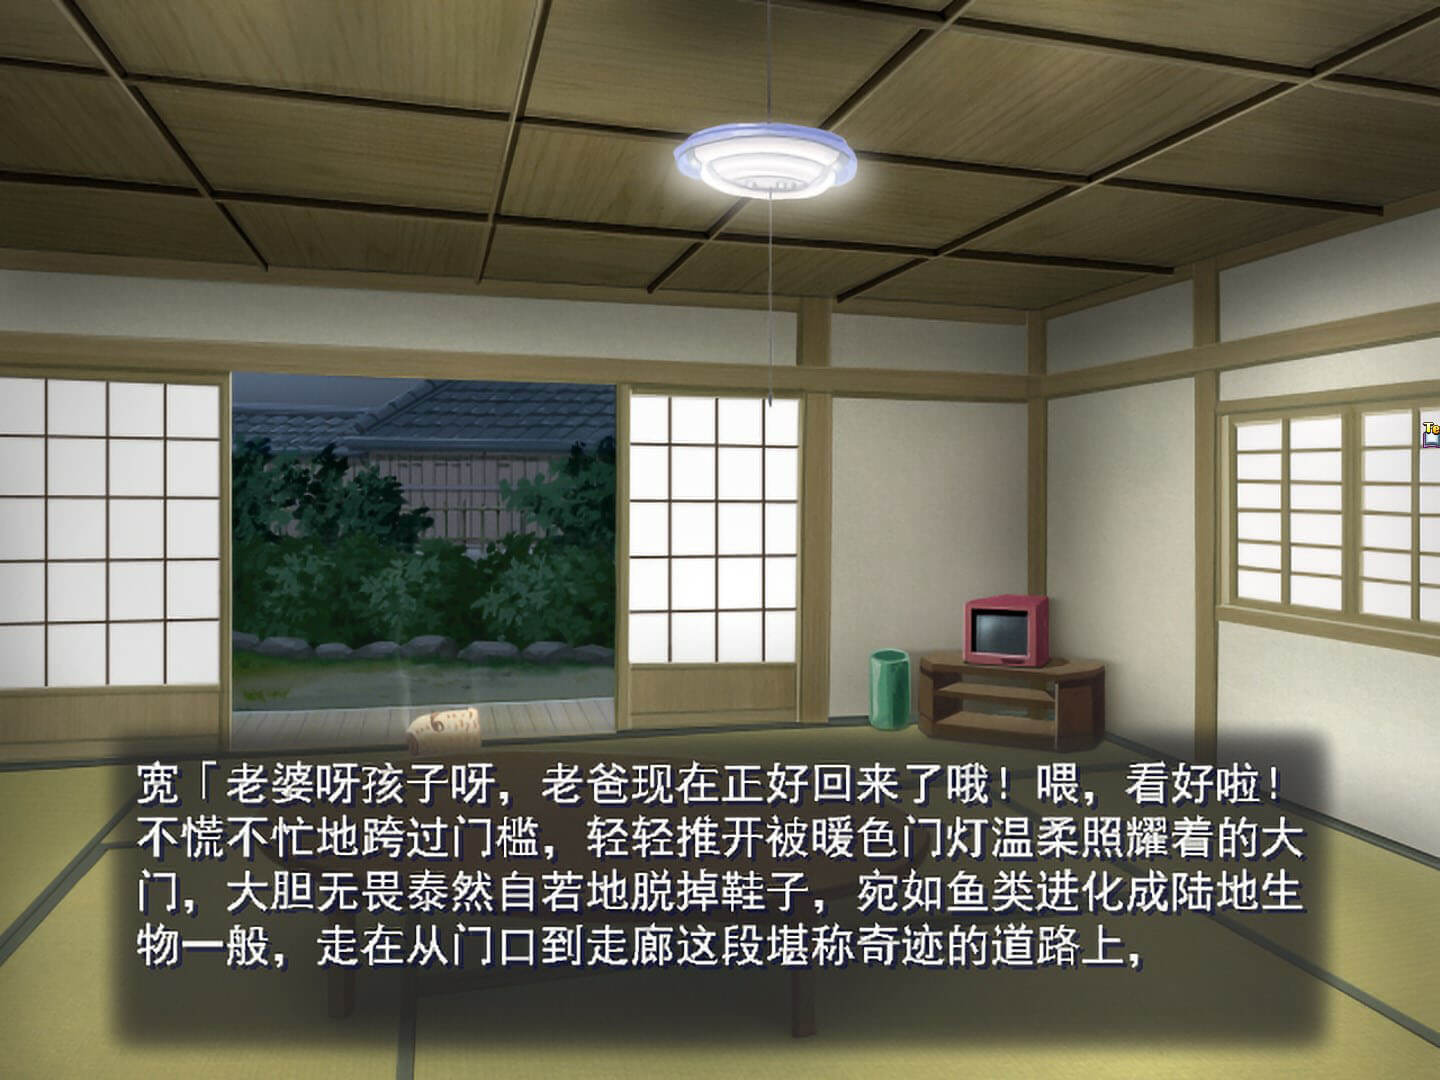 宽「老婆呀孩子呀，老爸现在正好回来了哦！喂，看好啦！
不慌不忙地跨过门槛，轻轻推开被暖色门灯温柔照耀着的大
门，大胆无畏泰然自若地脱掉鞋子，宛如鱼类进化成陆地生
物一般，走在从门口到走廊这段堪称奇迹的道路上，
Te